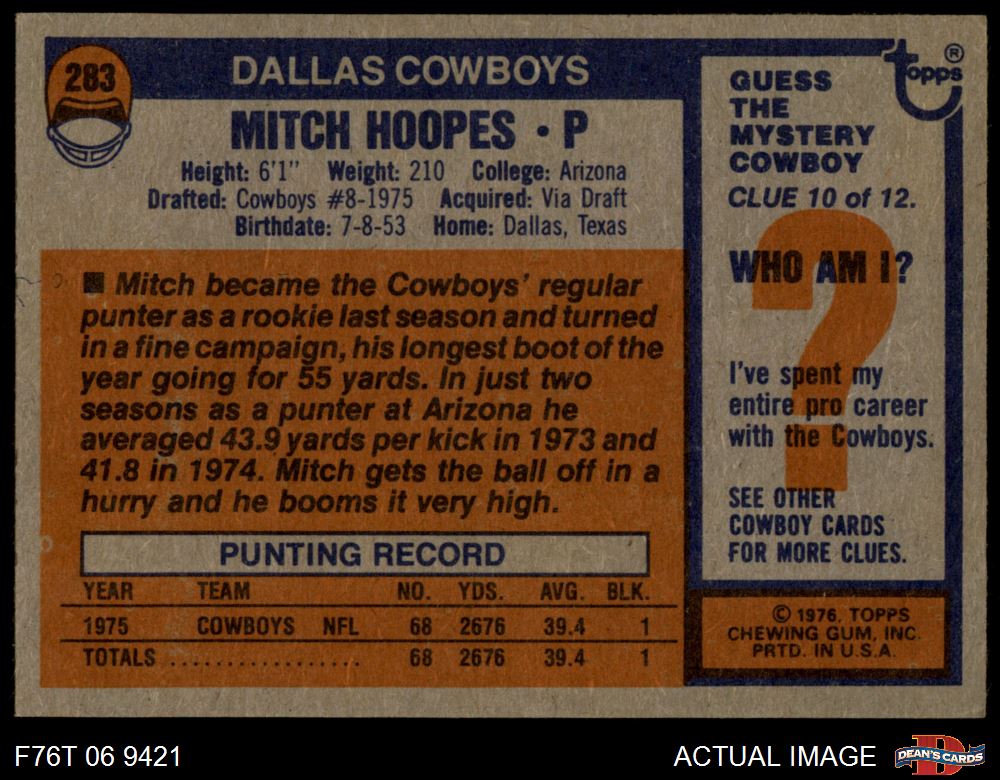 283
DALLAS COWBOYS
MITCH HOOPES • P
Height: 6'1" Weight: 210 College: Arizona
Drafted: Cowboys #8-1975 Acquired: Via Draft
Birthdate: 7-8-53 Home: Dallas, Texas
■ Mitch became the Cowboys' regular
punter as a rookie last season and turned
in a fine campaign, his longest boot of the
year going for 55 yards. In just two
seasons as a punter at Arizona he
averaged 43.9 yards per kick in 1973 and
41.8 in 1974. Mitch gets the ball off in a
hurry and he booms it very high.
PUNTING RECORD
YEAR TEAM NO. YDS. AVG. BLK.
1975 COWBOYS NFL 68 2676 39.4 1
TOTALS .................. 68 2676 39.4 1
topps®
GUESS
THE
MYSTERY
COWBOY
CLUE 10 of 12.
WHO AM I?
?
I've spent my
entire pro career
with the Cowboys.
SEE OTHER
COWBOY CARDS
FOR MORE CLUES.
© 1976, TOPPS
CHEWING GUM, INC.
PRTD. IN U.S.A.
F76T 06 9421
ACTUAL IMAGE
D
DEAN'S CARDS